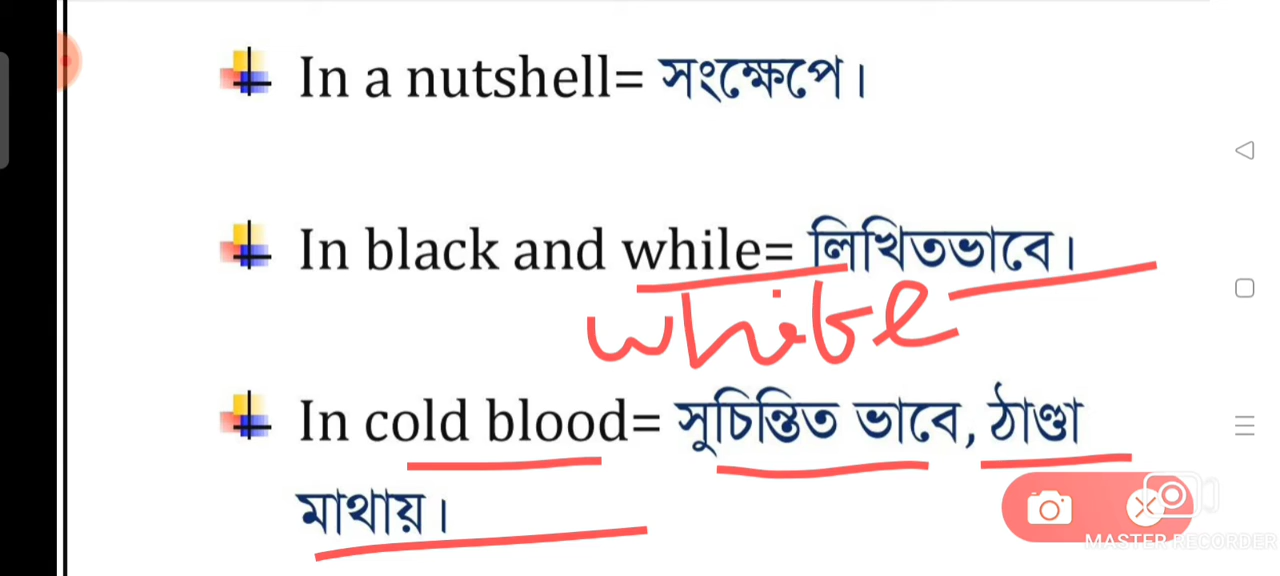 In a nutshell= সংক্ষেপে।
In black and while= লিখিতভাবে।
white
In cold blood= সুচিন্তিত ভাবে, ঠাণ্ডা
মাথায়।
MASTER RECORDER